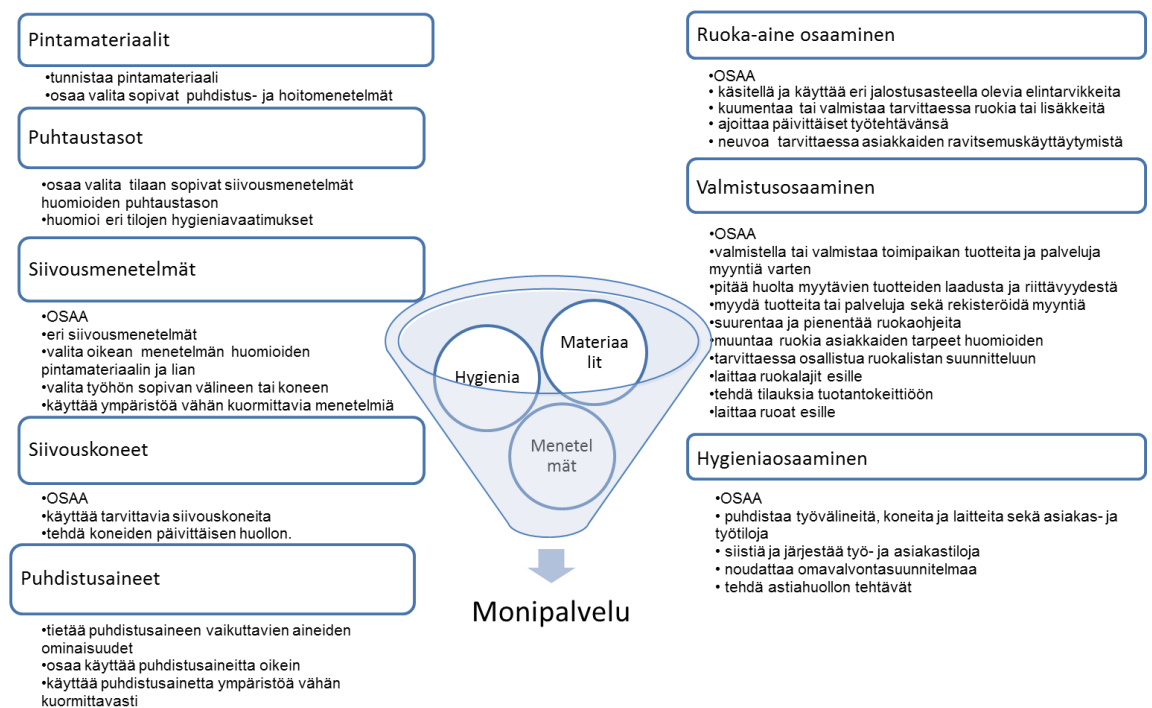 Pintamateriaalit
•tunnistaa pintamateriaali
•osaa valita sopivat puhdistus- ja hoitomenetelmät
Puhtaustasot
•osaa valita tilaan sopivat siivousmenetelmät
huomioiden puhtaustason
•huomioi eri tilojen hygieniavaatimukset
Siivousmenetelmät
•OSAA
•eri siivousmenetelmät
•valita oikean menetelmän huomioiden
pintamateriaalin ja lian
•valita työhön sopivan välineen tai koneen
•käyttää ympäristöä vähän kuormittavia menetelmiä
Siivouskoneet
•OSAA
•käyttää tarvittavia siivouskoneita
•tehdä koneiden päivittäisen huollon.
Puhdistusaineet
•tietää puhdistusaineen vaikuttavien aineiden
ominaisuudet
•osaa käyttää puhdistusaineitta oikein
•käyttää puhdistusainetta ympäristöä vähän
kuormittavasti
Hygienia
Materiaa
lit
Menetel
mät
Monipalvelu
Ruoka-aine osaaminen
•OSAA
• käsitellä ja käyttää eri jalostusasteella olevia elintarvikkeita
• kuumentaa tai valmistaa tarvittaessa ruokia tai lisäkkeitä
• ajoittaa päivittäiset työtehtävänsä
• neuvoa tarvittaessa asiakkaiden ravitsemuskäyttäytymistä
Valmistusosaaminen
•OSAA
•valmistella tai valmistaa toimipaikan tuotteita ja palveluja
myyntiä varten
•pitää huolta myytävien tuotteiden laadusta ja riittävyydestä
•myydä tuotteita tai palveluja sekä rekisteröidä myyntiä
•suurentaa ja pienentää ruokaohjeita
•muuntaa ruokia asiakkaiden tarpeet huomioiden
•tarvittaessa osallistua ruokalistan suunnitteluun
•laittaa ruokalajit esille
•tehdä tilauksia tuotantokeittiöön
•laittaa ruoat esille
Hygieniaosaaminen
•OSAA
• puhdistaa työvälineitä, koneita ja laitteita sekä asiakas- ja
työtiloja
• siistiä ja järjestää työ- ja asiakastiloja
• noudattaa omavalvontasuunnitelmaa
• tehdä astiahuollon tehtävät